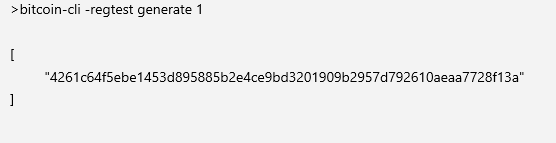 >bitcoin-cli -regtest generate 1
[
"4261c64f5ebe1453d895885b2e4ce9bd3201909b2957d792610aeaa7728f13a"
]